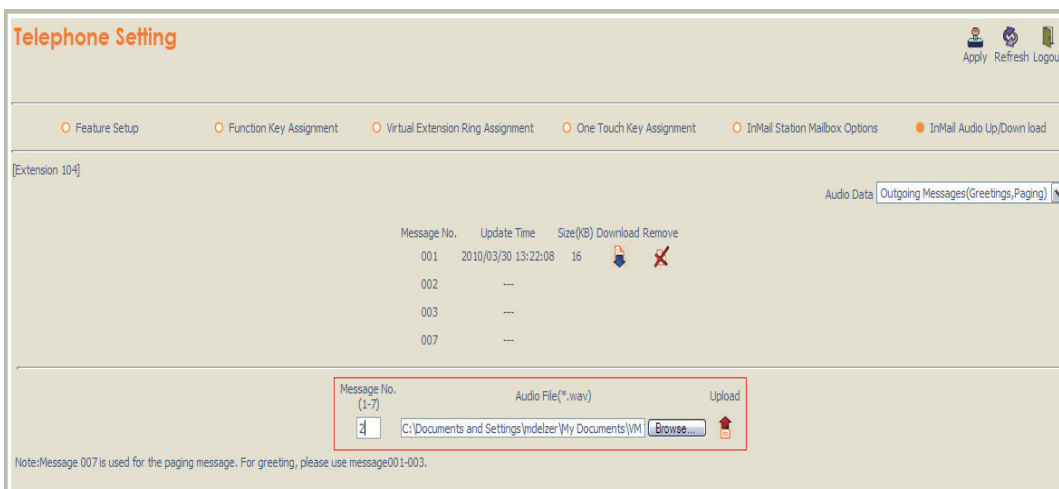 Telephone Setting
Apply Refresh Logou
Feature Setup Function Key Assignment Virtual Extension Ring Assignment One Touch Key Assignment InMail Station Mailbox Options InMail Audio Up/Down load
[Extension 104]
Audio Data Outgoing Messages(Greetings,Paging)
Message No. Update Time Size(KB) Download Remove
001 2010/03/30 13:22:08 16
002 ---
003 ---
007 ---
Message No. Audio File(*.wav) Upload
(1-7)
2 C:\Documents and Settings\mdelzer\My Documents\VM Browse...
Note:Message 007 is used for the paging message. For greeting, please use message001-003.